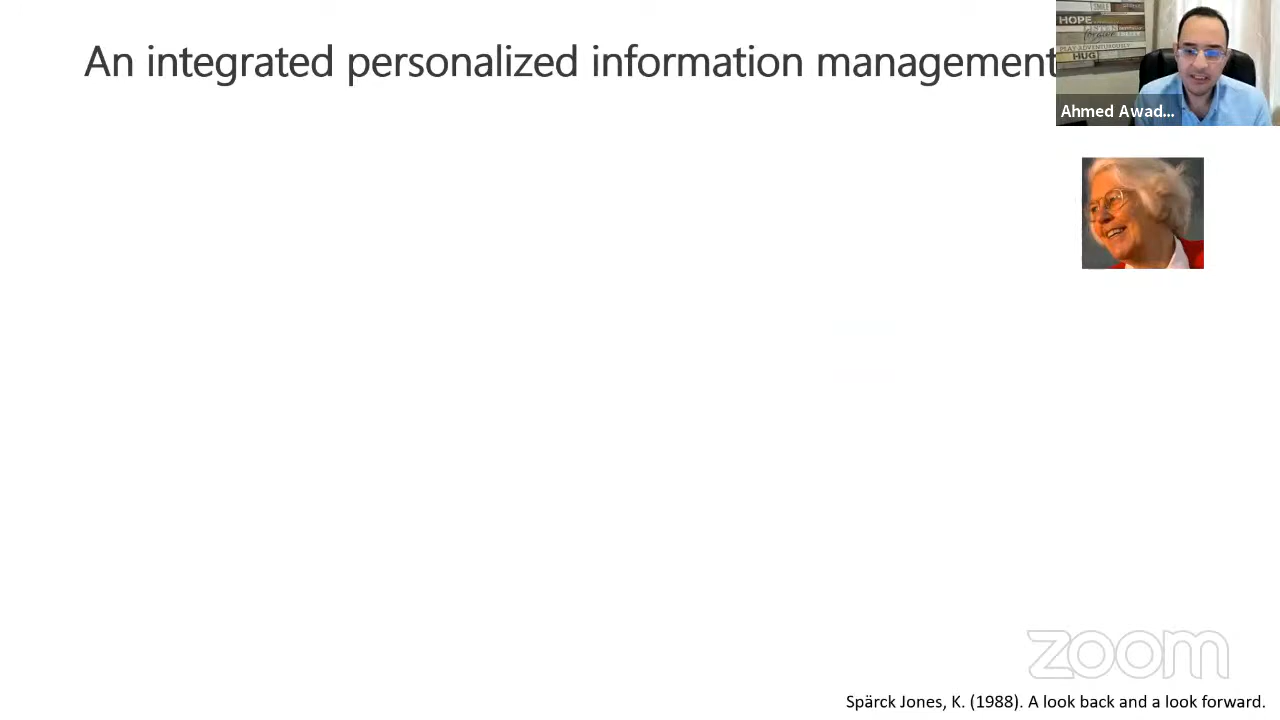 An integrated personalized information management
HOPE
HUG
Ahmed Awad...
zoom
Spärck Jones, K. (1988). A look back and a look forward.